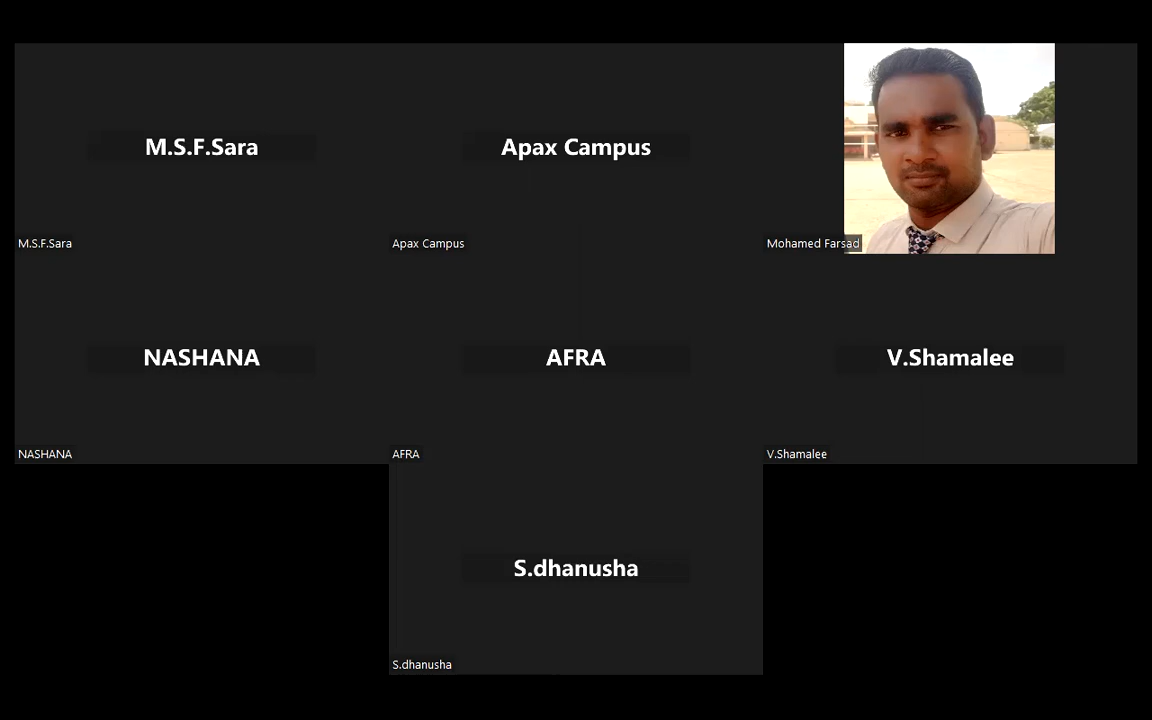 M.S.F.Sara
Apax Campus
M.S.F.Sara
Apax Campus
Mohamed Farsad
NASHANA
AFRA
V.Shamalee
NASHANA
AFRA
V.Shamalee
S.dhanusha
S.dhanusha